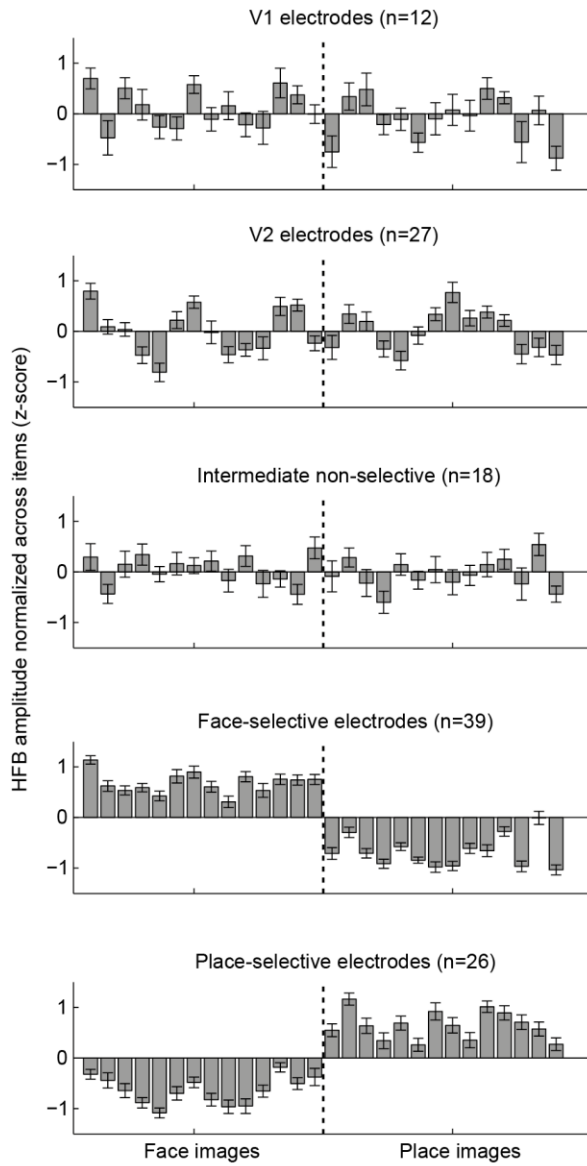 V1 electrodes (n=12)
1
0
−1
V2 electrodes (n=27)
1
0
−1
Intermediate non-selective (n=18)
1
0
−1
Face-selective electrodes (n=39)
1
0
−1
Place-selective electrodes (n=26)
1
0
−1
HFB amplitude normalized across items (z-score)
Face images
Place images